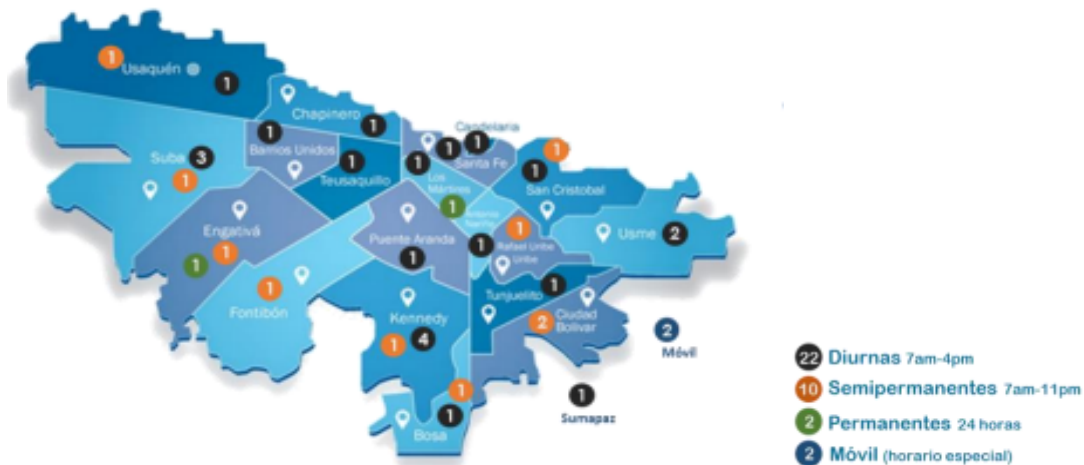 1
Usaquén
1
Chapinero
1
1
Barrios Unidos
Suba 3
1
1
Teusaquillo
Candelaria
1 1
Santa Fe
1
Los
Mártires
1
1
1
San Cristobal
Engativá
1
1
Puente Aranda
1
1
1
Rafael Uribe
Uribe
Usme 2
Fontibón
1
Kennedy
1 4
Tunjuelito
1
Ciudad
Bolívar
2
1
1
Bosa
2
Móvil
1
Sumapaz
22 Diurnas 7am-4pm
10 Semipermanentes 7am-11pm
2 Permanentes 24 horas
2 Móvil (horario especial)